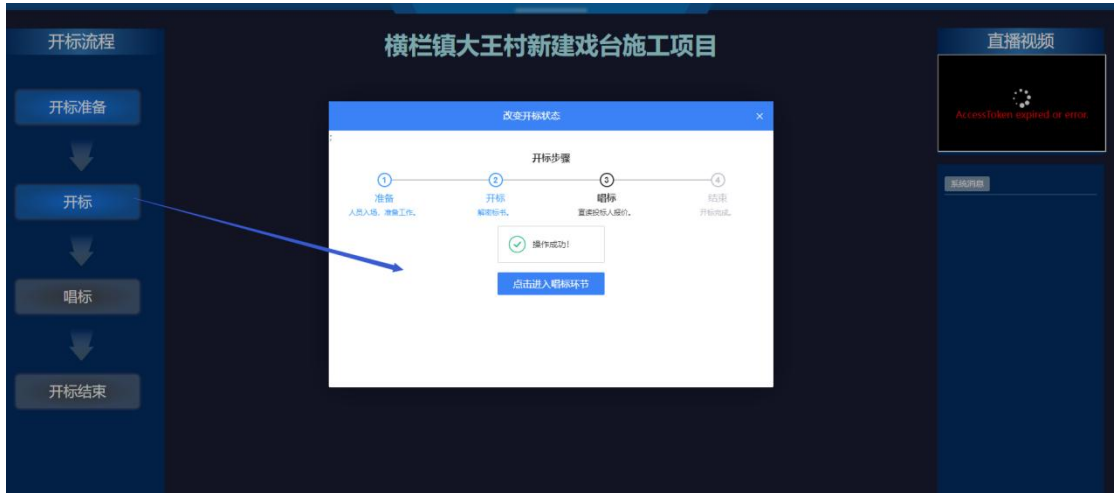 开标流程
开标准备
开标
唱标
开标结束
横栏镇大王村新建戏台施工项目
改变开标状态 ×
;
开标步骤
1 2 3 4
准备 开标 唱标 结束
人员入场，准备工作。 解密标书。 宣读投标人报价。 开标完成。
操作成功!
点击进入唱标环节
直播视频
AccessToken expired or error.
系统消息